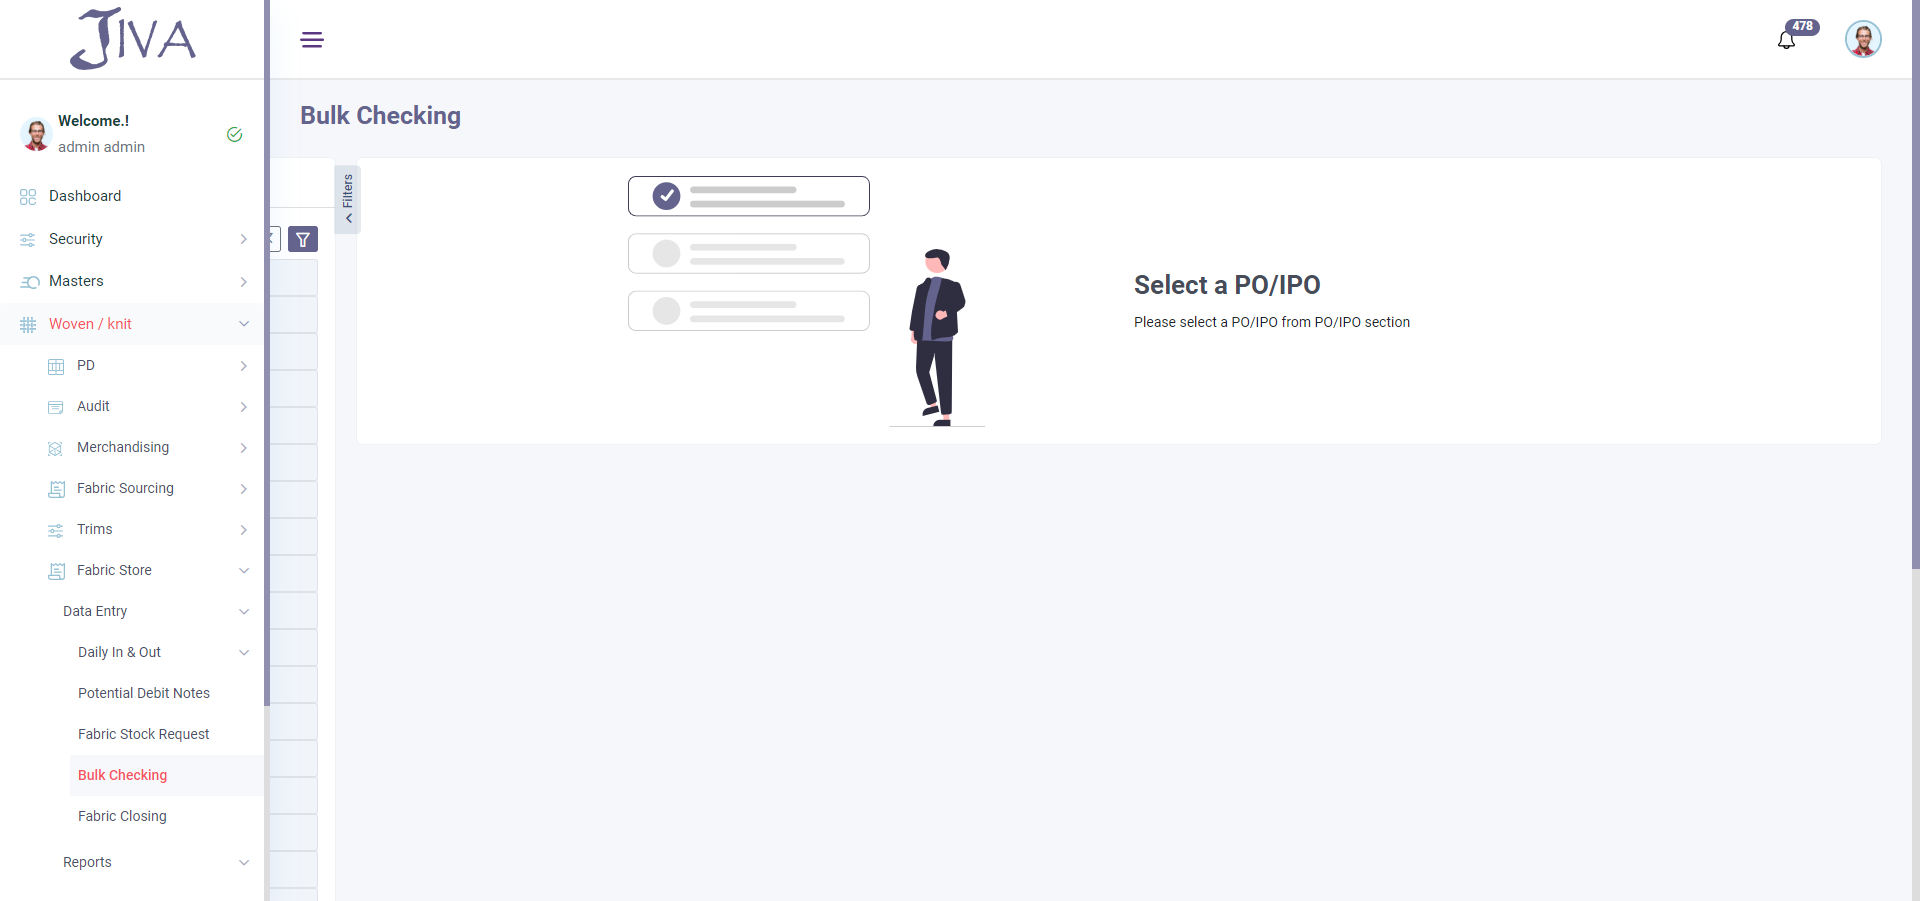 JIVA
478
Welcome.!
admin admin
Dashboard
Security
Masters
Woven / knit
PD
Audit
Merchandising
Fabric Sourcing
Trims
Fabric Store
Data Entry
Daily In & Out
Potential Debit Notes
Fabric Stock Request
Bulk Checking
Fabric Closing
Reports
Bulk Checking
Filters
Select a PO/IPO
Please select a PO/IPO from PO/IPO section